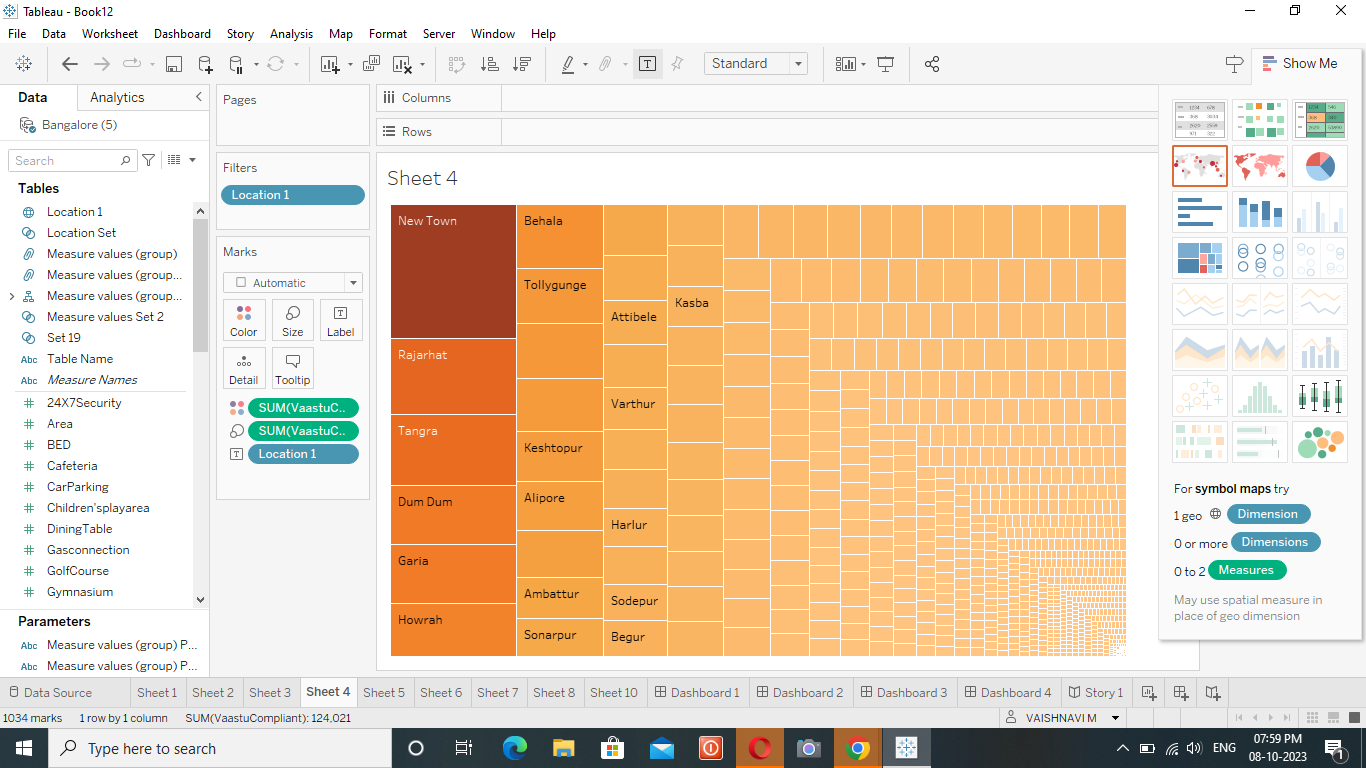 Tableau - Book12
File Data Worksheet Dashboard Story Analysis Map Format Server Window Help
Standard
Show Me
Data Analytics
Bangalore (5)
Search
Tables
Location 1
Location Set
Measure values (group)
Measure values (group...
Measure values (group...
Measure values Set 2
Set 19
Abc Table Name
Abc Measure Names
24X7Security
Area
BED
Cafeteria
CarParking
Children'splayarea
DiningTable
Gasconnection
GolfCourse
Gymnasium
Parameters
Abc Measure values (group) P...
Abc Measure values (group) P...
Pages
Filters
Location 1
Marks
Automatic
Color Size Label
Detail Tooltip
SUM(VaastuC..
SUM(VaastuC..
Location 1
Columns
Rows
Sheet 4
New Town
Rajarhat
Tangra
Dum Dum
Garia
Howrah
Behala
Tollygunge
Keshtopur
Alipore
Ambattur
Sonarpur
Attibele
Varthur
Harlur
Sodepur
Begur
Kasba
For symbol maps try
1 geo Dimension
0 or more Dimensions
0 to 2 Measures
May use spatial measure in
place of geo dimension
Data Source Sheet 1 Sheet 2 Sheet 3 Sheet 4 Sheet 5 Sheet 6 Sheet 7 Sheet 8 Sheet 10 Dashboard 1 Dashboard 2 Dashboard 3 Dashboard 4 Story 1
1034 marks 1 row by 1 column SUM(VaastuCompliant): 124,021
VAISHNAVI M
Type here to search
ENG
07:59 PM
08-10-2023
1